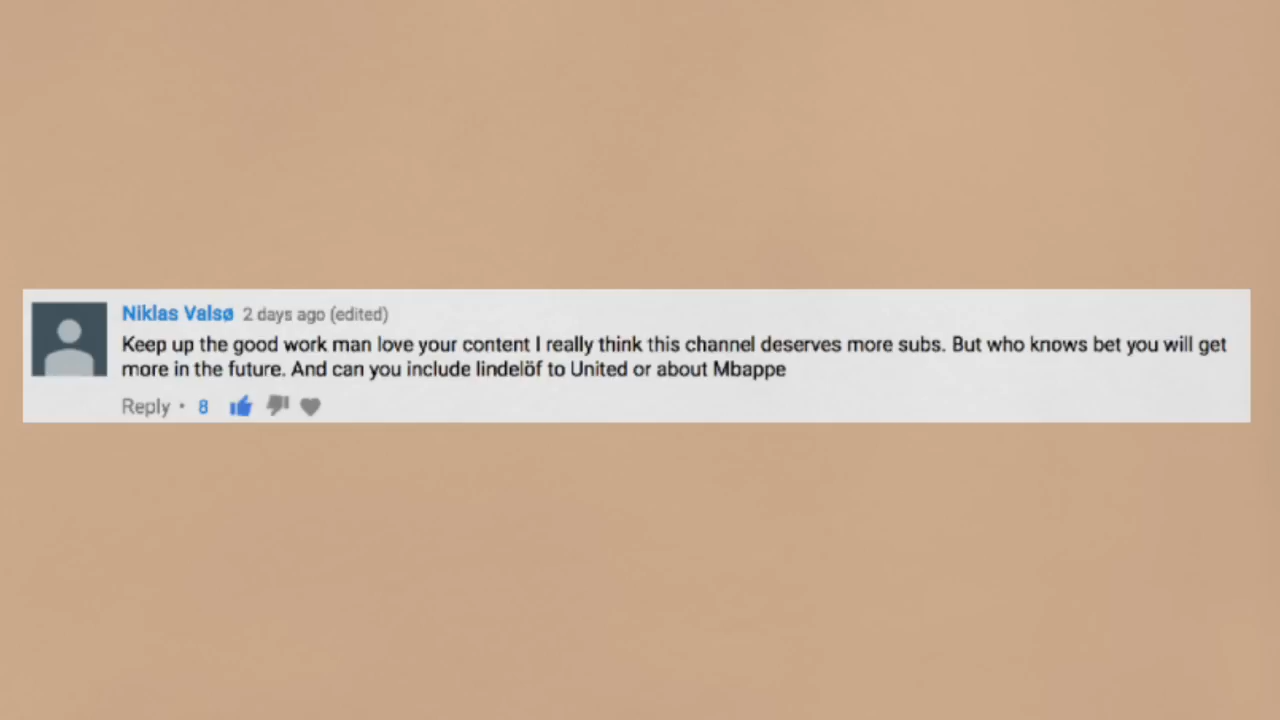 Niklas Valsø 2 days ago (edited)
Keep up the good work man love your content I really think this channel deserves more subs. But who knows bet you will get
more in the future. And can you include lindelöf to United or about Mbappe
Reply • 8